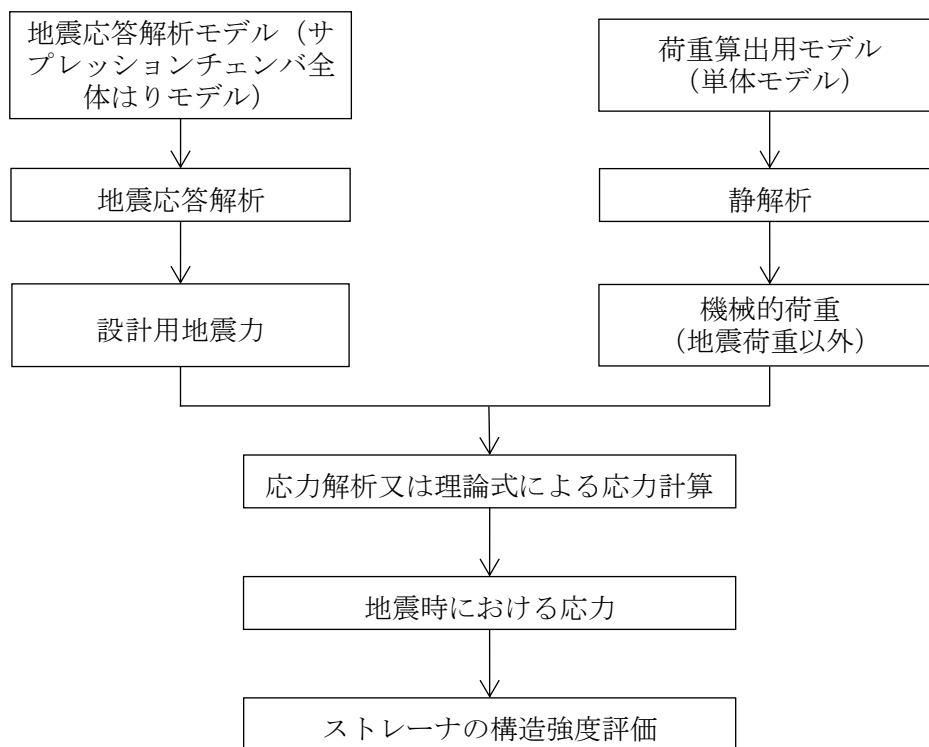 地震応答解析モデル（サ
プレッションチェンバ全
体はりモデル）
荷重算出用モデル
（単体モデル）
地震応答解析
静解析
設計用地震力
機械的荷重
（地震荷重以外）
応力解析又は理論式による応力計算
地震時における応力
ストレーナの構造強度評価